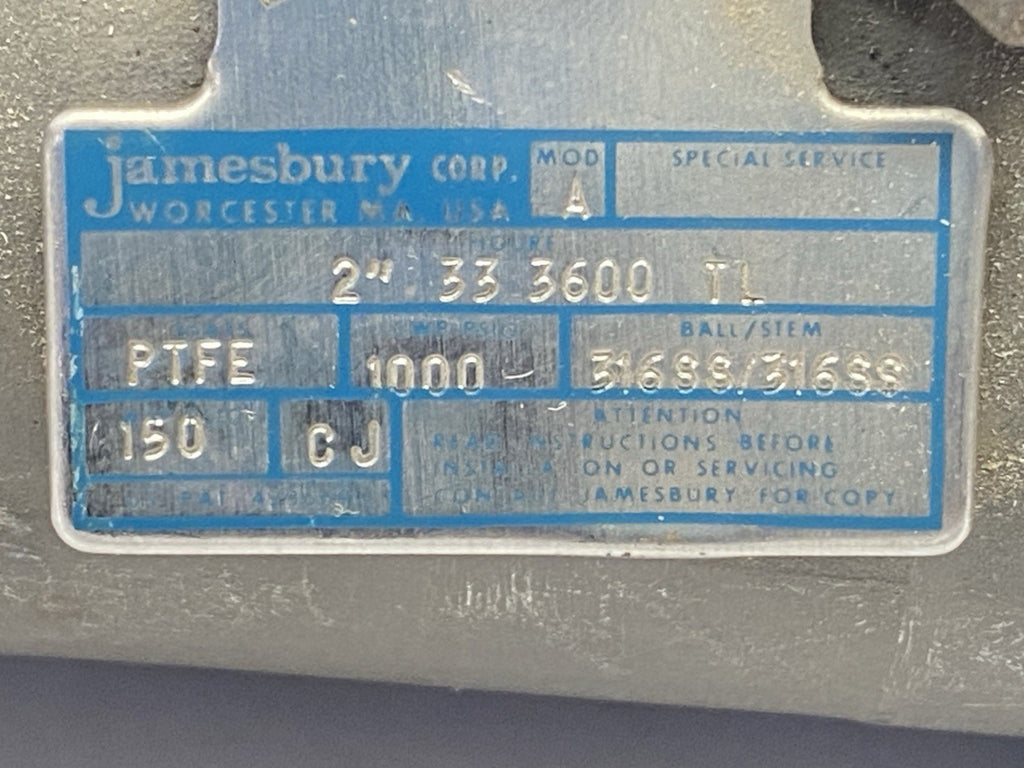 jamesbury CORP.
WORCESTER MA. USA
MOD
A
SPECIAL SERVICE
FIGURE
2" 33 3600 TL
PTFE
1000
BALL/STEM
316SS/316SS
150
CJ
ATTENTION
READ INSTRUCTIONS BEFORE
INSTALLATION OR SERVICING
JAMESBURY FOR COPY
PAT.